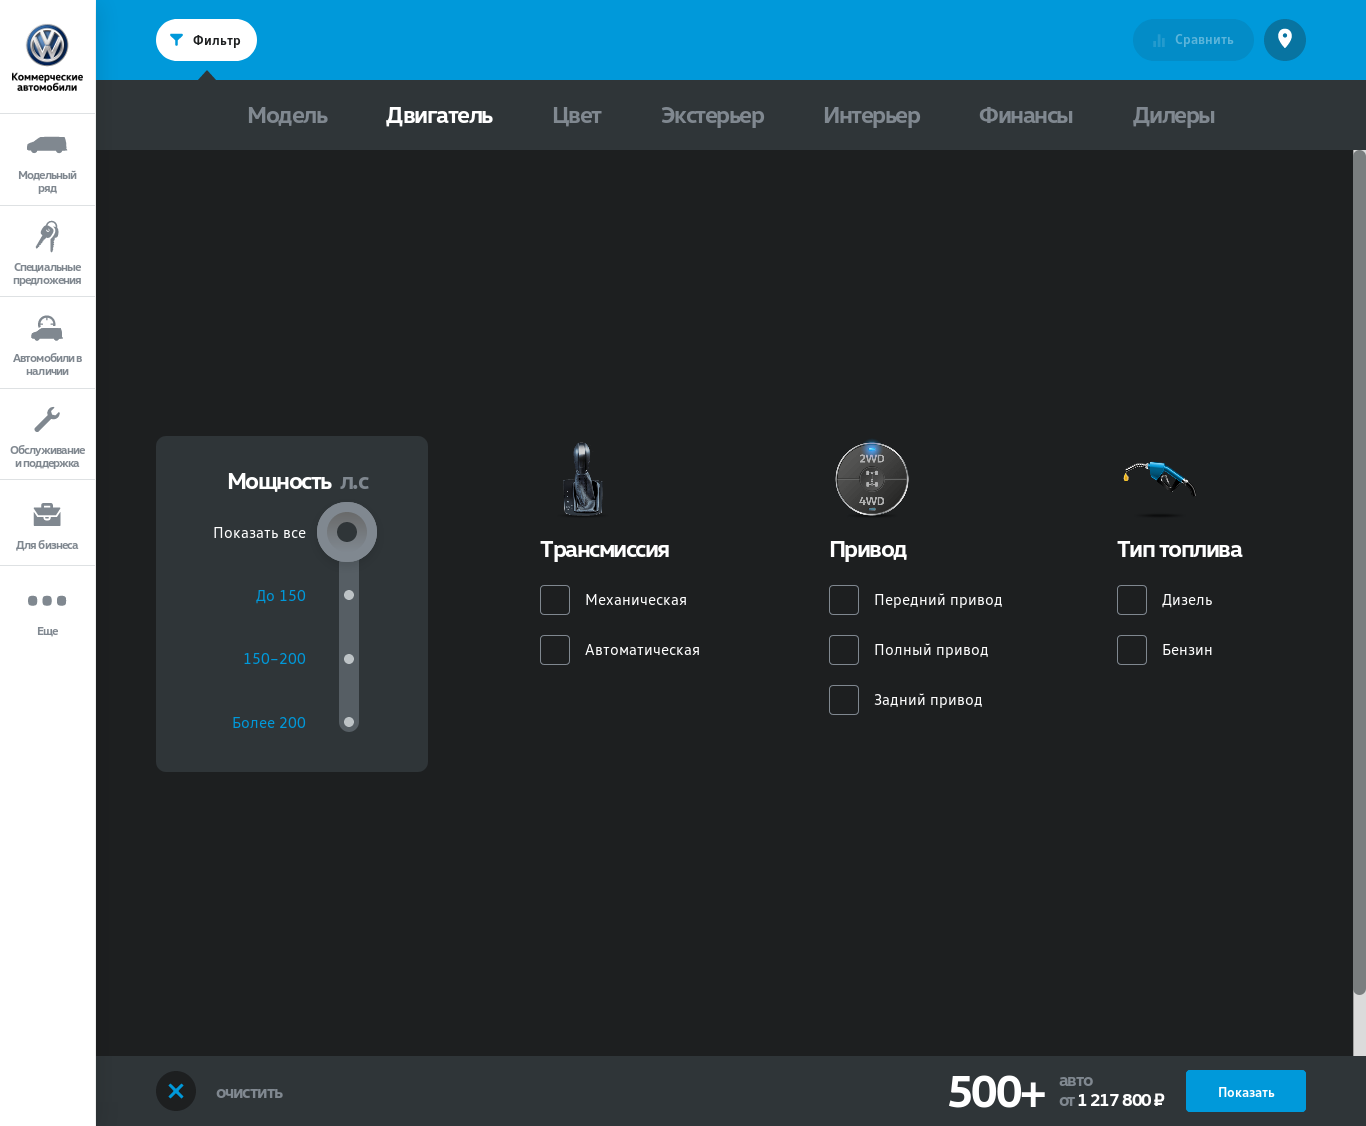 Коммерческие
автомобили
Модельный
ряд
Специальные
предложения
Автомобили в
наличии
Обслуживание
и поддержка
Для бизнеса
Еще
Фильтр
Сравнить
Модель
Двигатель
Цвет
Экстерьер
Интерьер
Финансы
Дилеры
Мощность л.с
Показать все
До 150
150–200
Более 200
Трансмиссия
Механическая
Автоматическая
2WD
4WD
Привод
Передний привод
Полный привод
Задний привод
Тип топлива
Дизель
Бензин
очистить
500+
авто
от 1 217 800 ₽
Показать